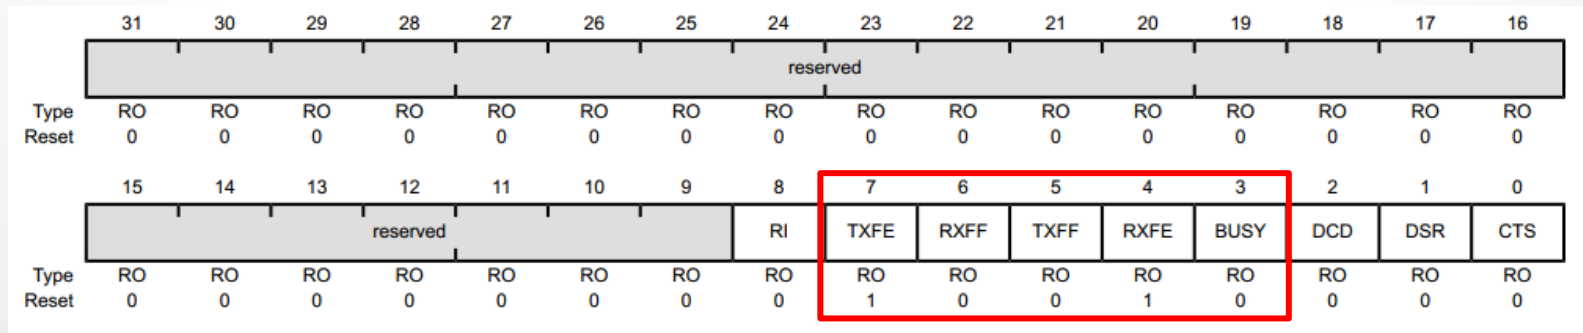 31 30 29 28 27 26 25 24 23 22 21 20 19 18 17 16
reserved
Type RO RO RO RO RO RO RO RO RO RO RO RO RO RO RO RO
Reset 0 0 0 0 0 0 0 0 0 0 0 0 0 0 0 0
15 14 13 12 11 10 9 8 7 6 5 4 3 2 1 0
reserved RI TXFE RXFF TXFF RXFE BUSY DCD DSR CTS
Type RO RO RO RO RO RO RO RO RO RO RO RO RO RO RO RO
Reset 0 0 0 0 0 0 0 0 1 0 0 1 0 0 0 0